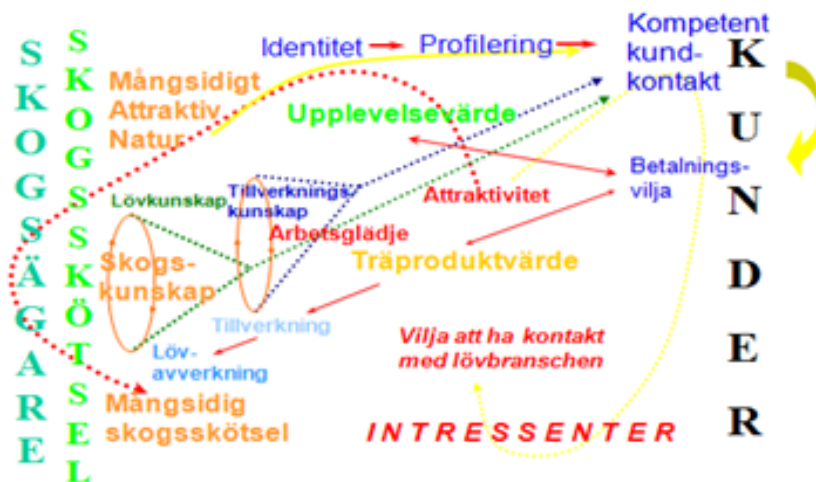 SKOGSÄGARE
SKOGSSKÖTSEL
Identitet
Profilering
Kompetent
kund-
kontakt
KUNDER
Mångsidigt
Attraktiv
Natur
Upplevelsevärde
Betalnings-
vilja
Lövkunskap
Tillverknings-
kunskap
Attraktivitet
Arbetsglädje
Skogs-
kunskap
Träproduktvärde
Tillverkning
Löv-
avverkning
Vilja att ha kontakt
med lövbranschen
Mångsidig
skogsskötsel
INTRESSENTER